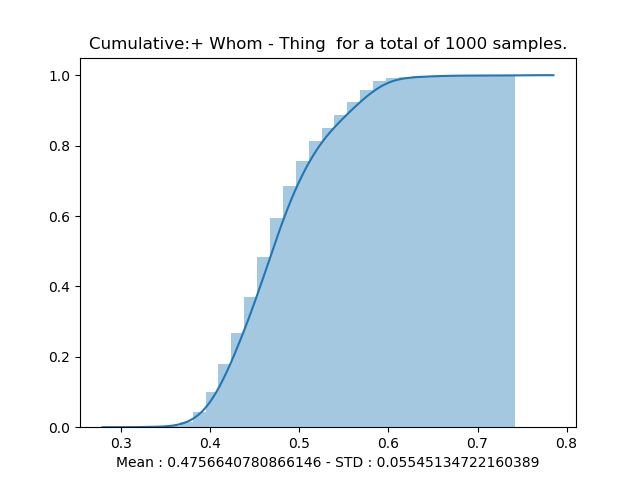 Cumulative:+ Whom - Thing  for a total of 1000 samples.
1.0
0.8
0.6
0.4
0.2
0.0
0.3 0.4 0.5 0.6 0.7 0.8
Mean : 0.4756640780866146 - STD : 0.05545134722160389